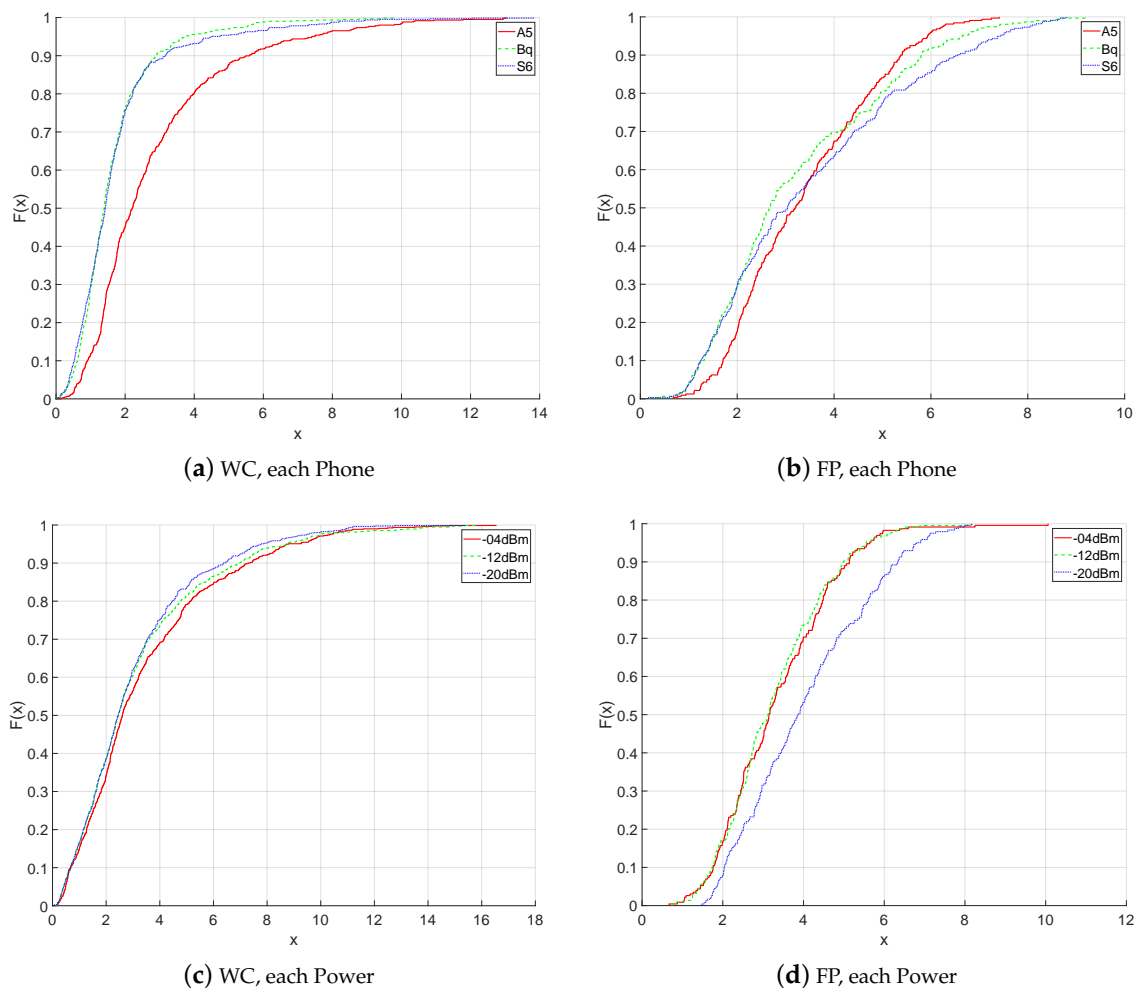 1
0.9
0.8
0.7
0.6
0.5
0.4
0.3
0.2
0.1
0
F(x)
0 2 4 6 8 10 12 14
x
A5
Bq
S6
(a) WC, each Phone
1
0.9
0.8
0.7
0.6
0.5
0.4
0.3
0.2
0.1
0
F(x)
0 2 4 6 8 10
x
A5
Bq
S6
(b) FP, each Phone
1
0.9
0.8
0.7
0.6
0.5
0.4
0.3
0.2
0.1
0
F(x)
0 2 4 6 8 10 12 14 16 18
x
-04dBm
-12dBm
-20dBm
(c) WC, each Power
1
0.9
0.8
0.7
0.6
0.5
0.4
0.3
0.2
0.1
0
F(x)
0 2 4 6 8 10 12
x
-04dBm
-12dBm
-20dBm
(d) FP, each Power